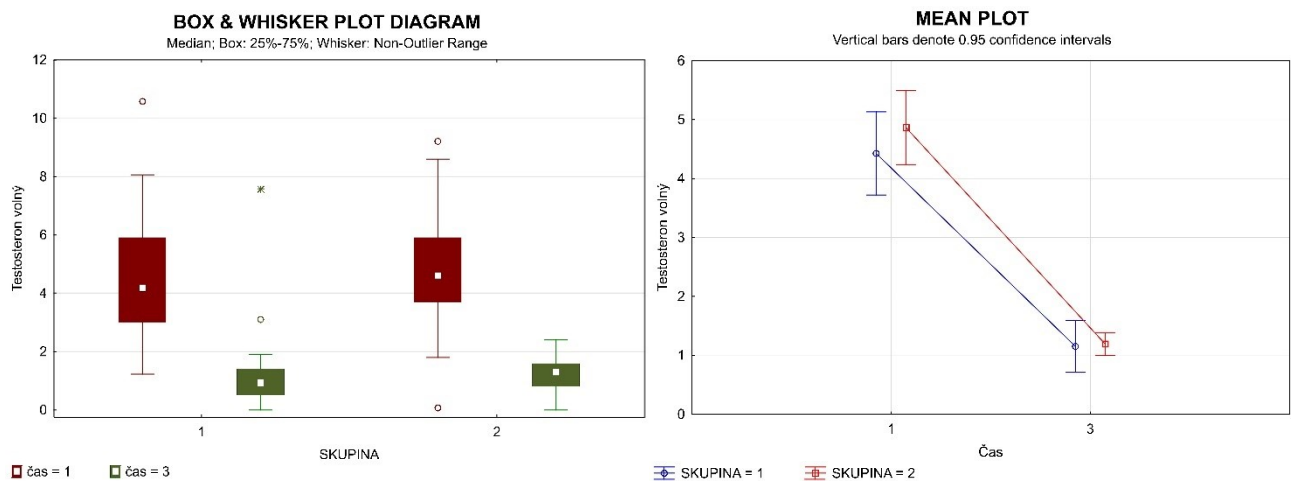 BOX & WHISKER PLOT DIAGRAM
Median; Box: 25%-75%; Whisker: Non-Outlier Range
12
10
8
6
4
2
0
Testosteron volný
1
2
SKUPINA
čas = 1
čas = 3
MEAN PLOT
Vertical bars denote 0.95 confidence intervals
6
5
4
3
2
1
0
Testosteron volný
1
3
Čas
SKUPINA = 1
SKUPINA = 2